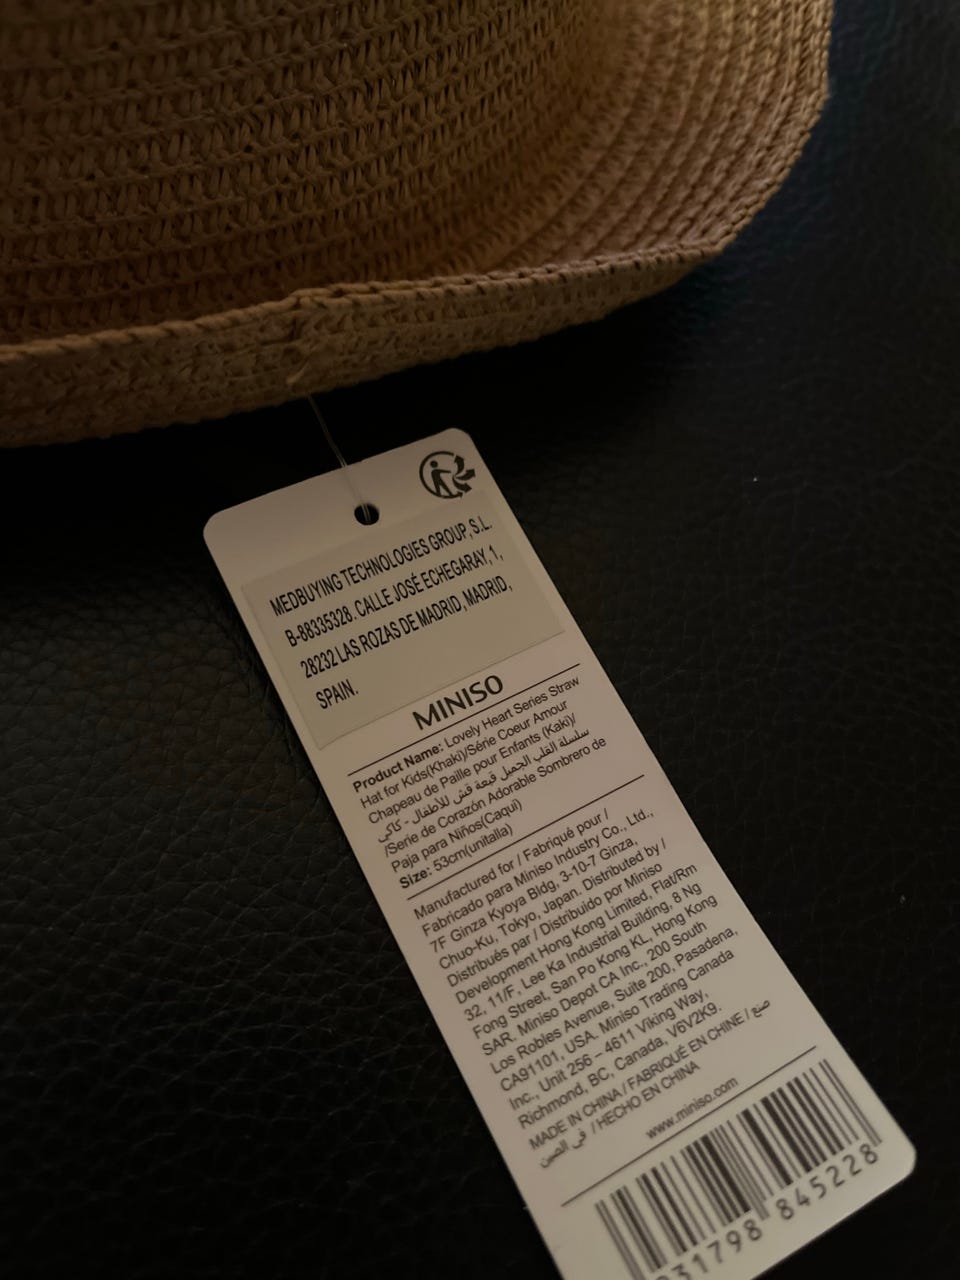 MEDBUYING TECHNOLOGIES GROUP, S.L.
B-88335328. CALLE JOSÉ ECHEGARAY, 1,
28232 LAS ROZAS DE MADRID, MADRID,
SPAIN.
MINISO
Product Name: Lovely Heart Series Straw
Hat for Kids(Khaki)/Série Coeur Amour
Chapeau de Paille pour Enfants (Kaki)/
سلسلة القلب الجميل قبعة قش للأطفال - كاكي
/Serie de Corazón Adorable Sombrero de
Paja para Niños(Caqui)
Size: 53cm(unitalla)
Manufactured for / Fabriqué pour /
Fabricado para Miniso Industry Co., Ltd.,
7F Ginza Kyoya Bldg, 3-10-7 Ginza,
Chuo-Ku, Tokyo, Japan. Distributed by /
Distribués par / Distribuido por Miniso
Development Hong Kong Limited, Flat/Rm
32, 11/F, Lee Ka Industrial Building, 8 Ng
Fong Street, San Po Kong KL, Hong Kong
SAR. Miniso Depot CA Inc., 200 South
Los Robles Avenue, Suite 200, Pasadena,
CA91101, USA. Miniso Trading Canada
Inc., Unit 256 – 4611 Viking Way,
Richmond, BC, Canada, V6V2K9.
MADE IN CHINA / FABRIQUÉ EN CHINE / صنع
في الصين / HECHO EN CHINA
www.miniso.com
31798 845228